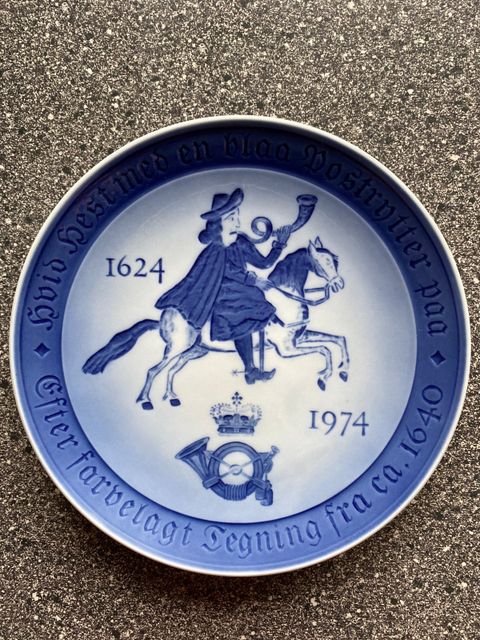 Hvid Hest med en blaa Postrytter paa
1624
1974
Efter farvelagt Tegning fra ca. 1640